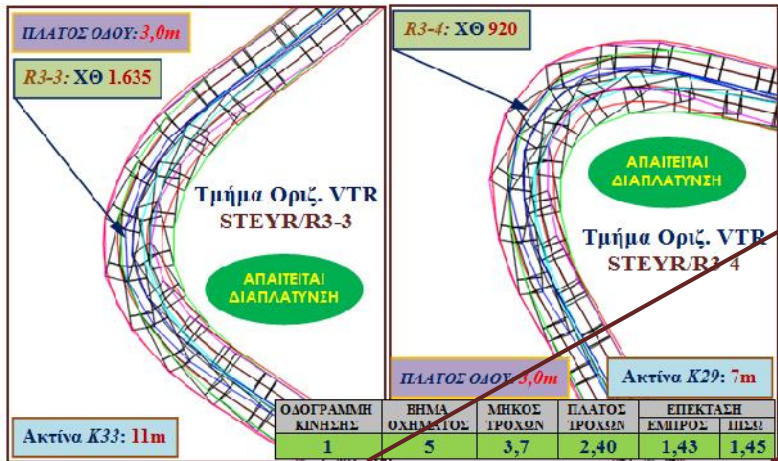 ΠΛΑΤΟΣ ΟΔΟΥ: 3,0m
R3-3: ΧΘ 1.635
Τμήμα Οριζ. VTR
STEYR/R3-3
ΑΠΑΙΤΕΙΤΑΙ
ΔΙΑΠΛΑΤΥΝΣΗ
Ακτίνα K33: 11m
R3-4: ΧΘ 920
ΑΠΑΙΤΕΙΤΑΙ
ΔΙΑΠΛΑΤΥΝΣΗ
Τμήμα Οριζ. VTR
STEYR/R3-4
ΠΛΑΤΟΣ ΟΔΟΥ: 3,0m
Ακτίνα K29: 7m
ΟΔΟΓΡΑΜΜΗ ΚΙΝΗΣΗΣ ΒΗΜΑ ΟΧΗΜΑΤΟΣ ΜΗΚΟΣ ΤΡΟΧΩΝ ΠΛΑΤΟΣ ΤΡΟΧΩΝ ΕΠΕΚΤΑΣΗ
ΕΜΠΡΟΣ ΠΙΣΩ
1 5 3,7 2,40 1,43 1,45